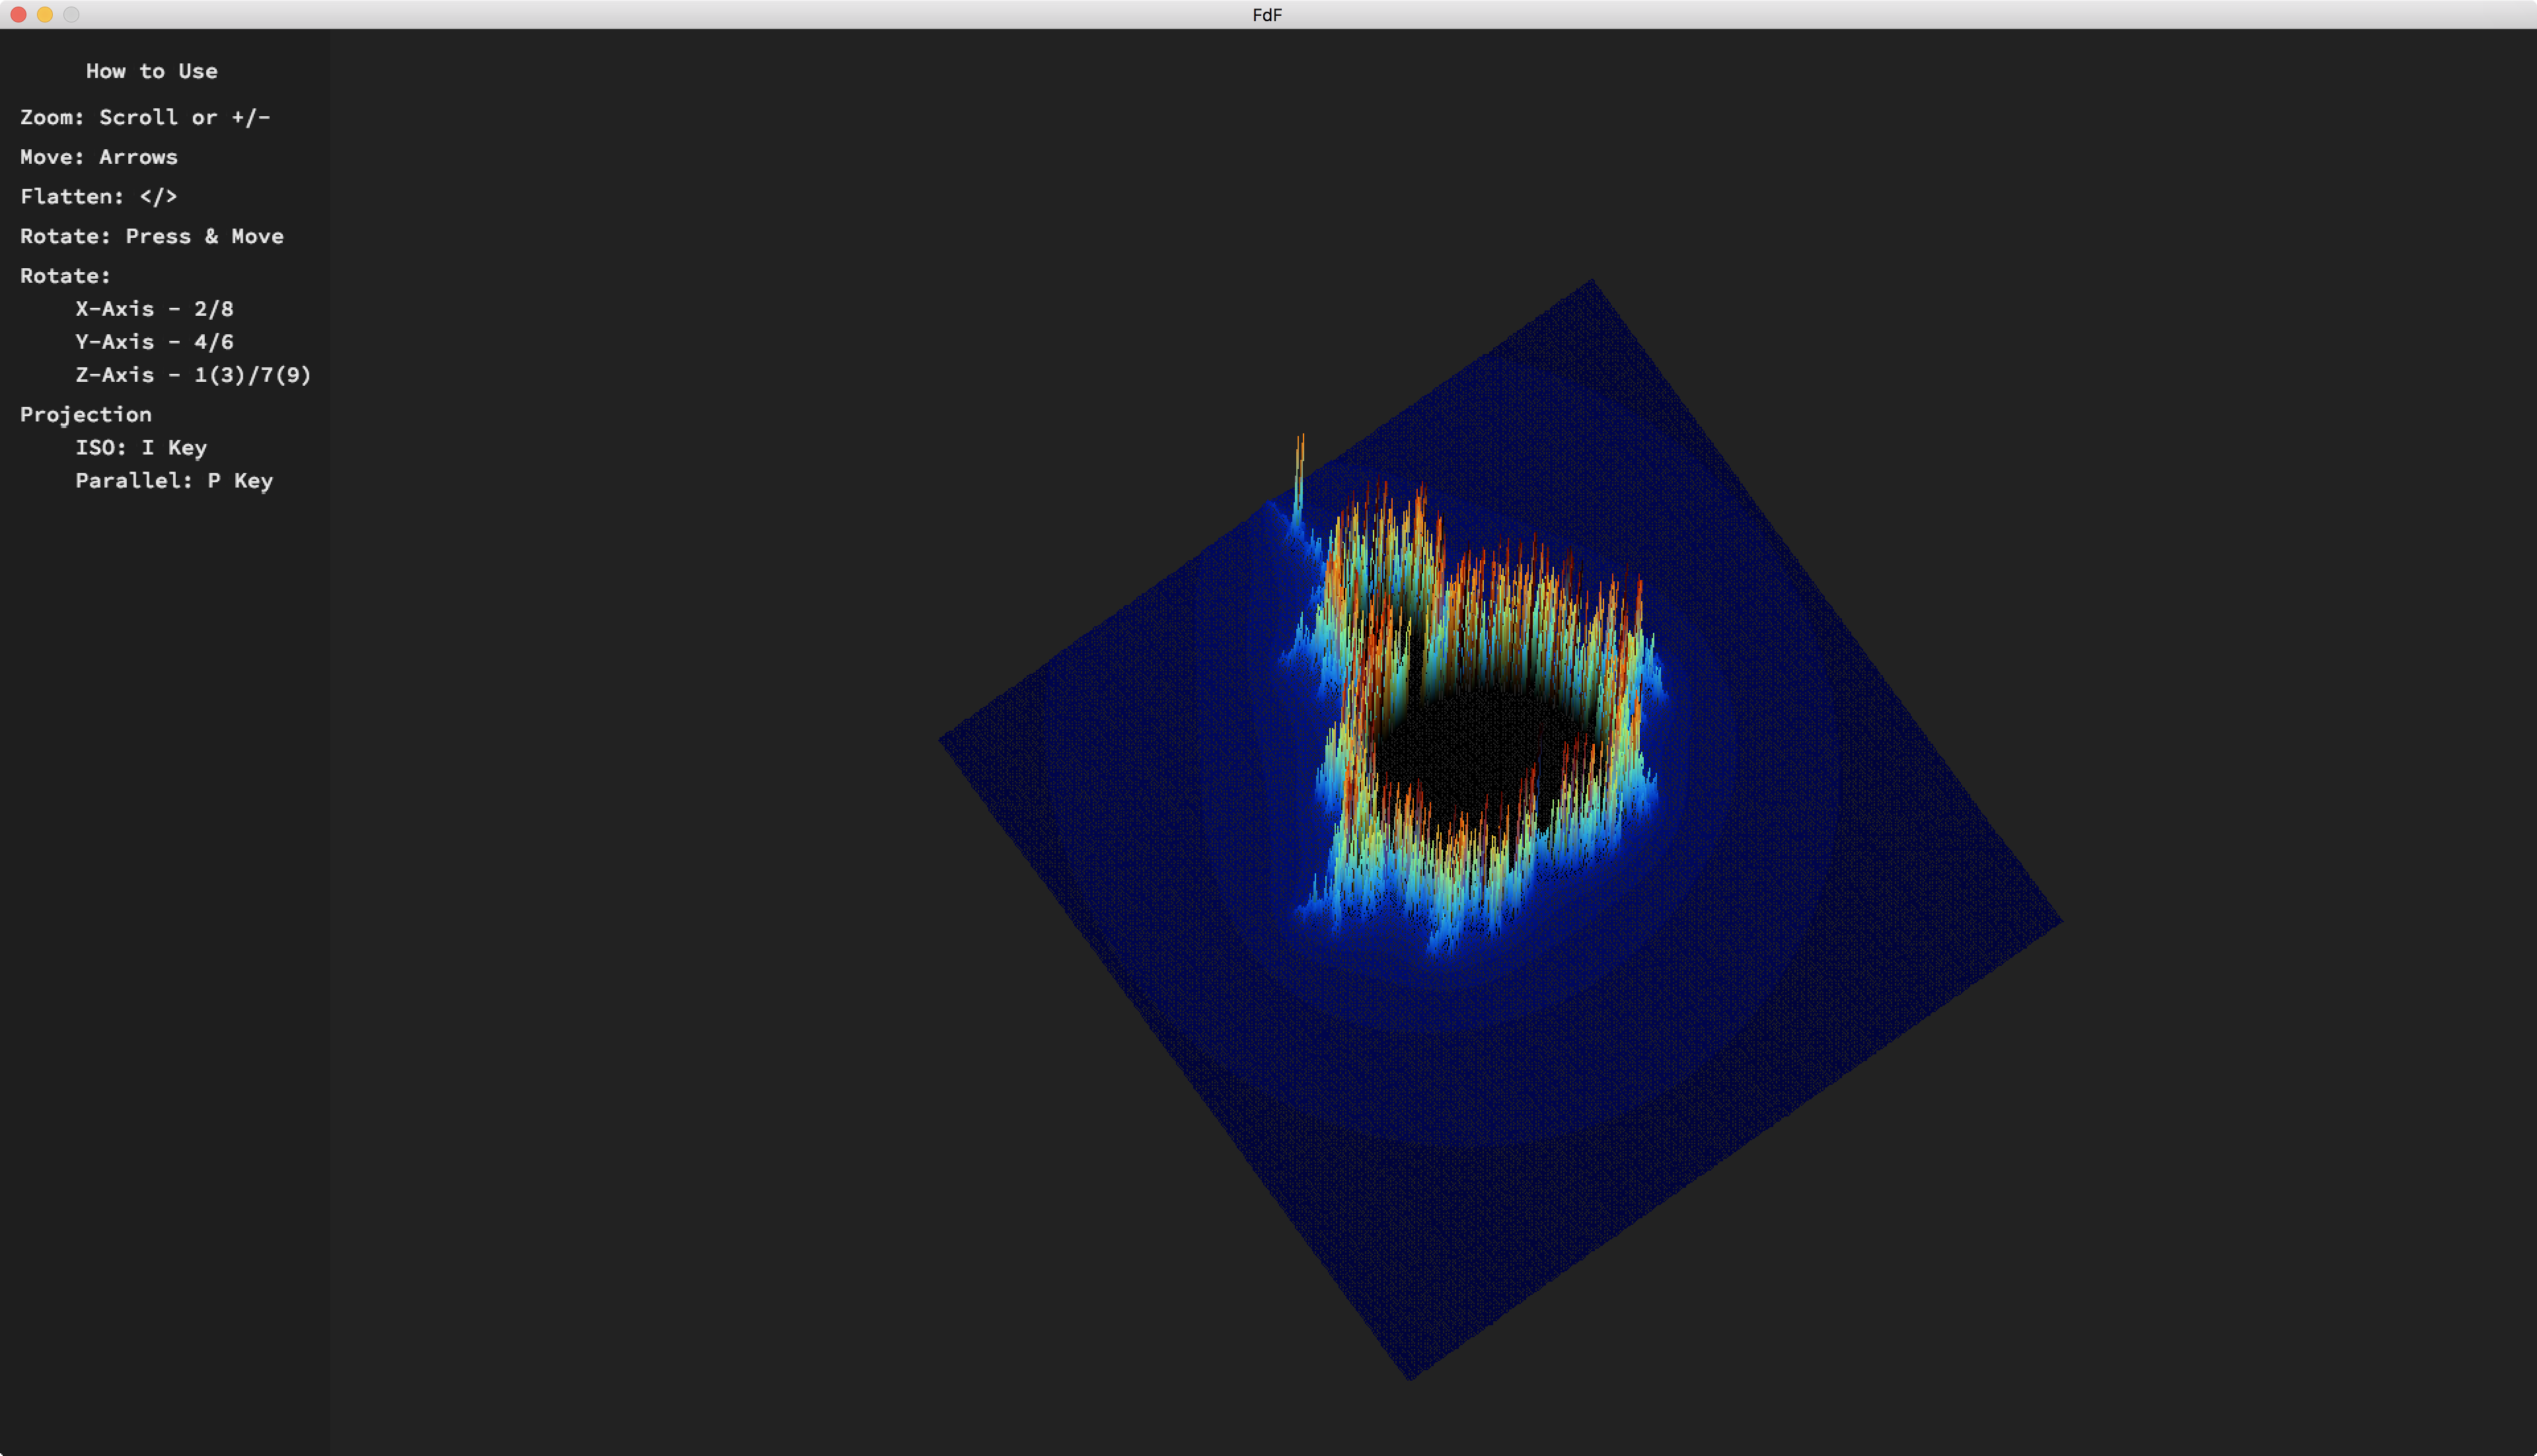 FdF
How to Use
Zoom: Scroll or +/-
Move: Arrows
Flatten: </>
Rotate: Press & Move
Rotate:
X-Axis - 2/8
Y-Axis - 4/6
Z-Axis - 1(3)/7(9)
Projection
ISO: I Key
Parallel: P Key